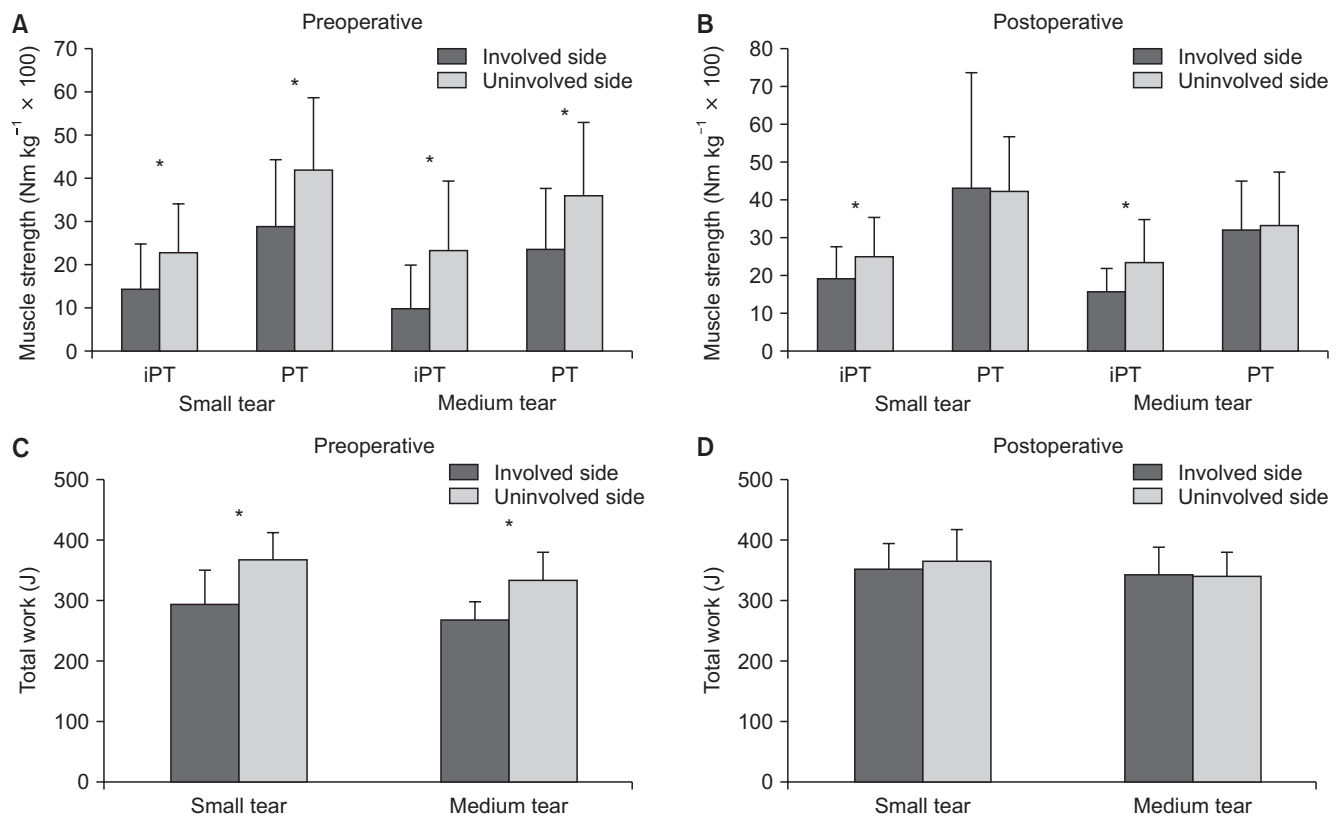 A
Preoperative
Muscle strength (Nm kg⁻¹ × 100)
70
60
50
40
30
20
10
0
Involved side
Uninvolved side
*
*
*
*
iPT PT iPT PT
Small tear Medium tear
B
Postoperative
Muscle strength (Nm kg⁻¹ × 100)
80
70
60
50
40
30
20
10
0
Involved side
Uninvolved side
*
*
iPT PT iPT PT
Small tear Medium tear
C
Preoperative
Total work (J)
500
400
300
200
100
0
Involved side
Uninvolved side
*
*
Small tear Medium tear
D
Postoperative
Total work (J)
500
400
300
200
100
0
Involved side
Uninvolved side
Small tear Medium tear